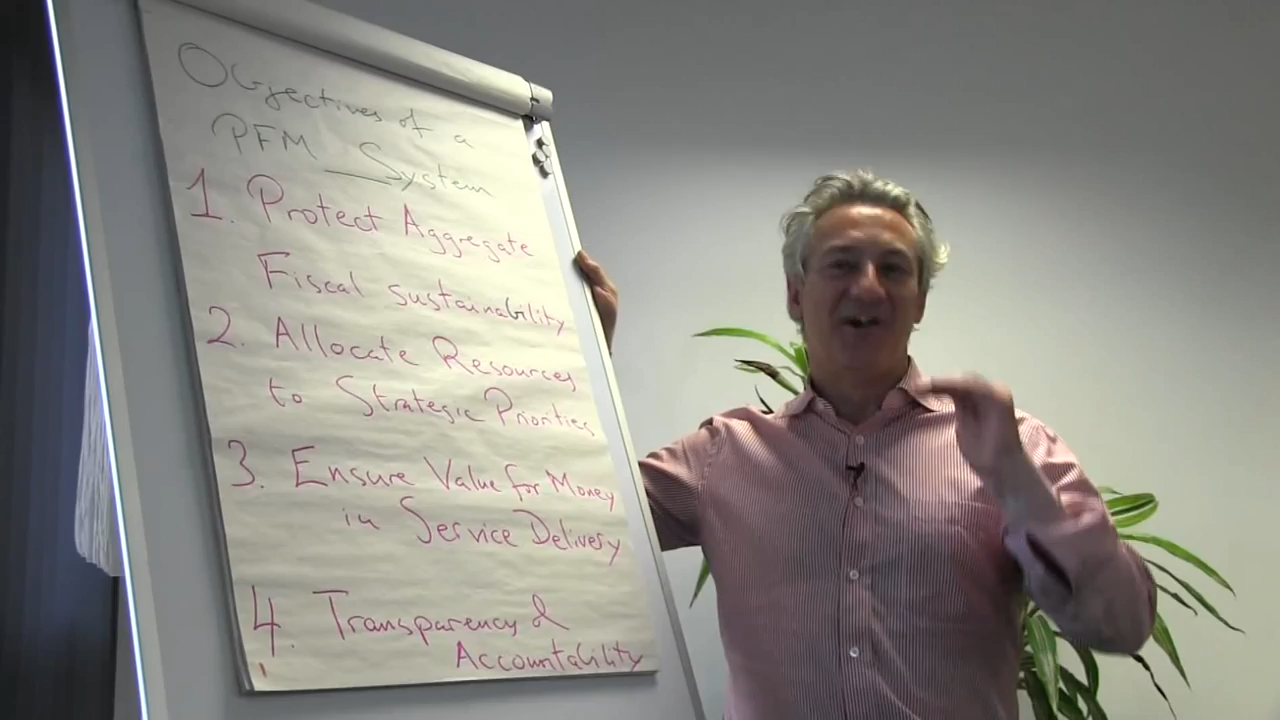 Objectives of a
PFM System
1. Protect Aggregate
Fiscal sustainability
2. Allocate Resources
to Strategic Priorities
3. Ensure Value for Money
in Service Delivery
4. Transparency &
Accountability